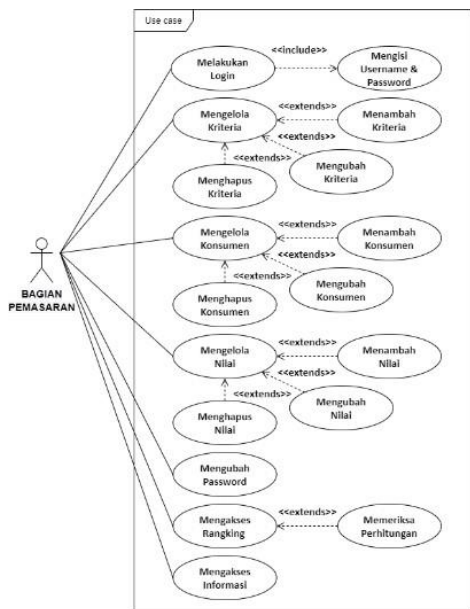 Use case
Melakukan
Login
<<include>>
Mengisi
Username &
Password
Mengelola
Kriteria
<<extends>>
Menambah
Kriteria
<<extends>>
<<extends>>
Menghapus
Kriteria
Mengubah
Kriteria
Mengelola
Konsumen
<<extends>>
Menambah
Konsumen
<<extends>>
<<extends>>
Menghapus
Konsumen
Mengubah
Konsumen
BAGIAN
PEMASARAN
Mengelola
Nilai
<<extends>>
Menambah
Nilai
<<extends>>
<<extends>>
Menghapus
Nilai
Mengubah
Nilai
Mengubah
Password
Mengakses
Rangking
<<extends>>
Memeriksa
Perhitungan
Mengakses
Informasi